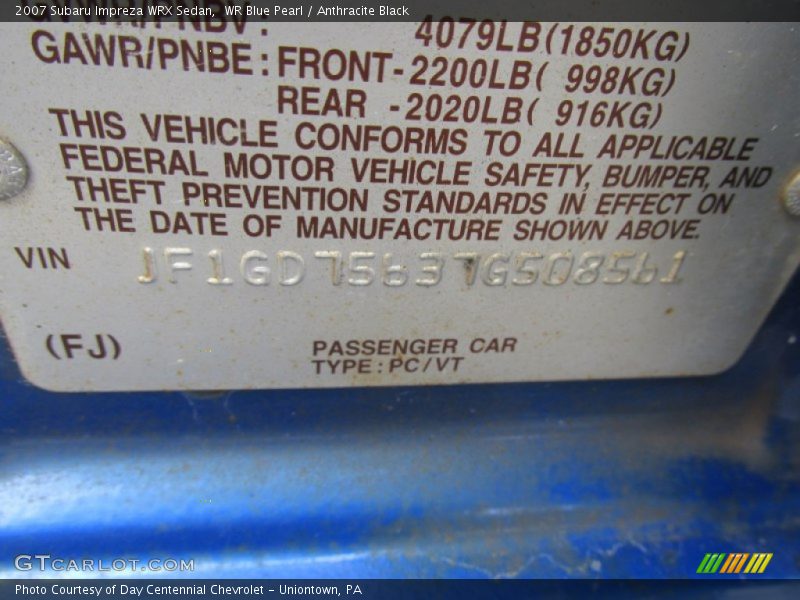 2007 Subaru Impreza WRX Sedan, WR Blue Pearl / Anthracite Black
GVWR/PNBV: 4079LB(1850KG)
GAWR/PNBE: FRONT-2200LB( 998KG)
REAR -2020LB( 916KG)
THIS VEHICLE CONFORMS TO ALL APPLICABLE
FEDERAL MOTOR VEHICLE SAFETY, BUMPER, AND
THEFT PREVENTION STANDARDS IN EFFECT ON
THE DATE OF MANUFACTURE SHOWN ABOVE.
VIN JF1GD75637G508561
(FJ) PASSENGER CAR
TYPE: PC/VT
GTCarLot.com
Photo Courtesy of Day Centennial Chevrolet - Uniontown, PA